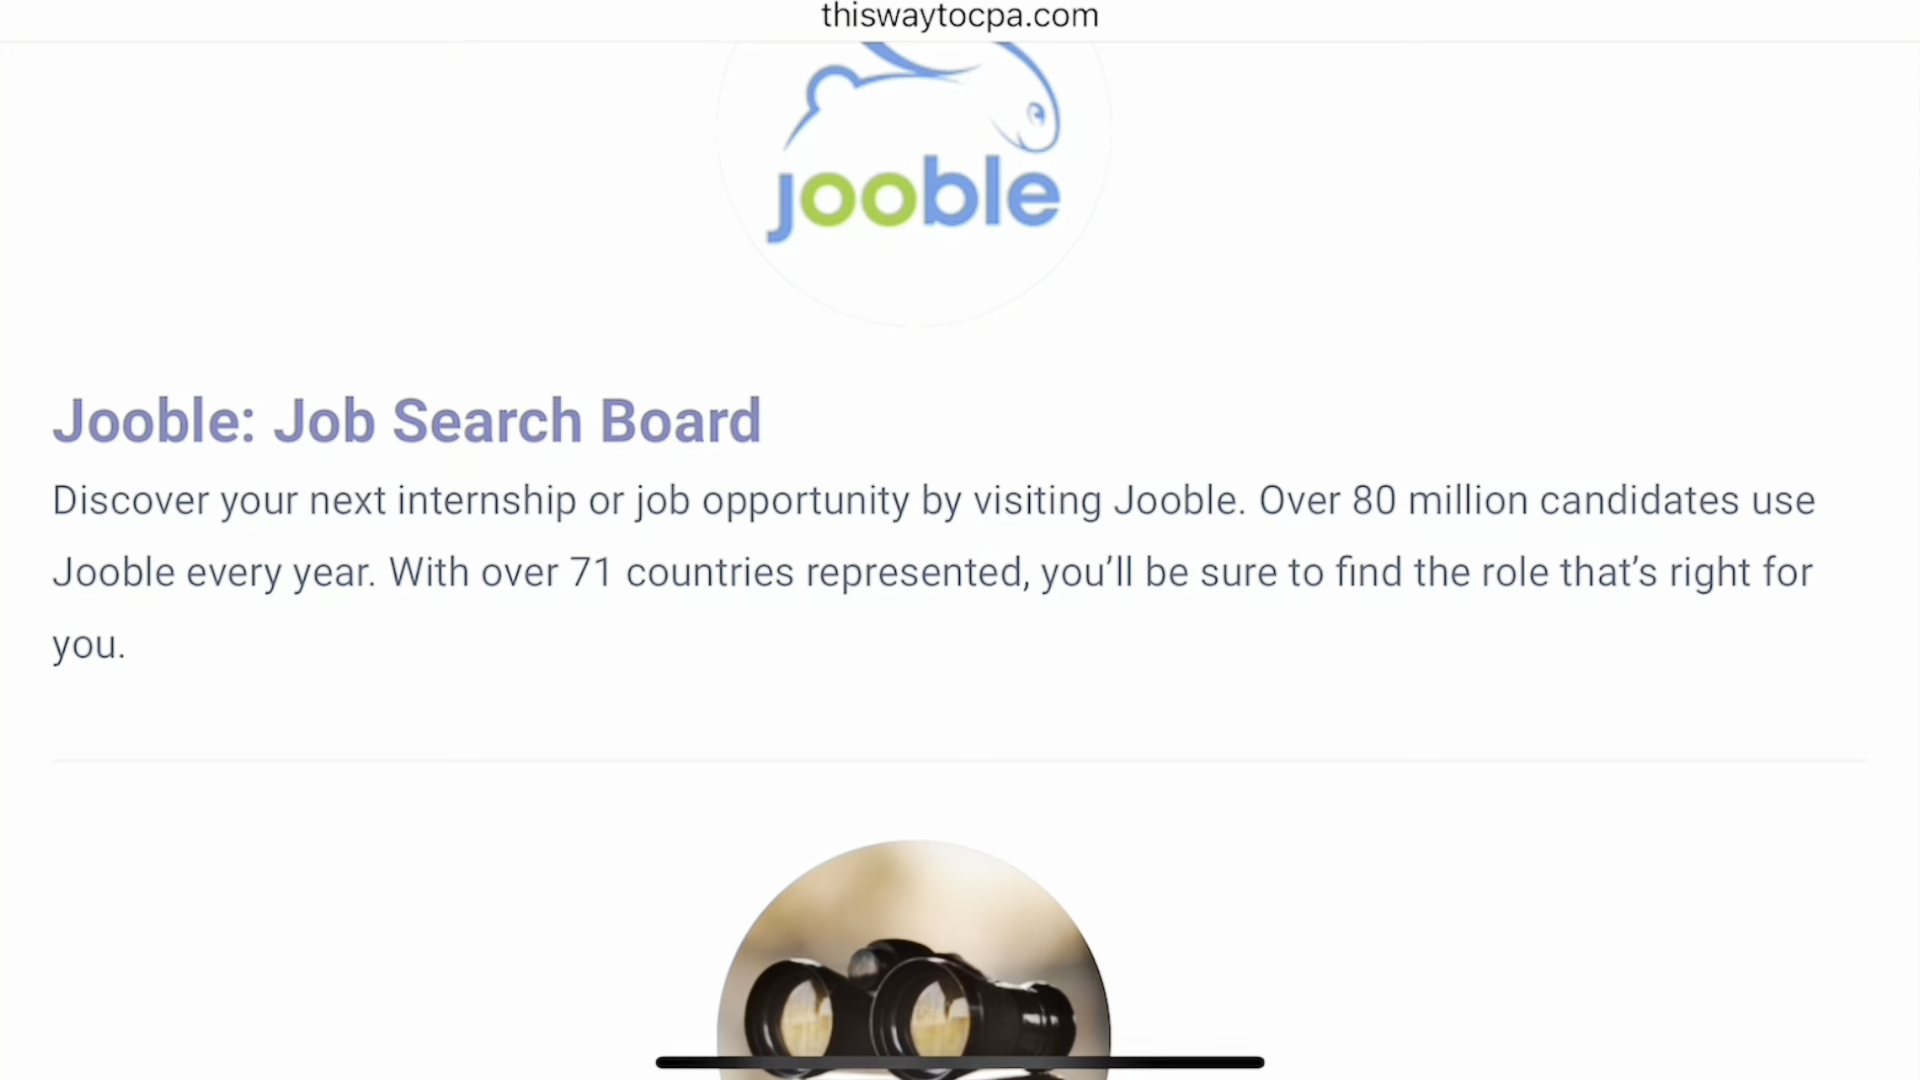 thiswaytocpa.com
jooble
Jooble: Job Search Board
Discover your next internship or job opportunity by visiting Jooble. Over 80 million candidates use
Jooble every year. With over 71 countries represented, you’ll be sure to find the role that’s right for
you.